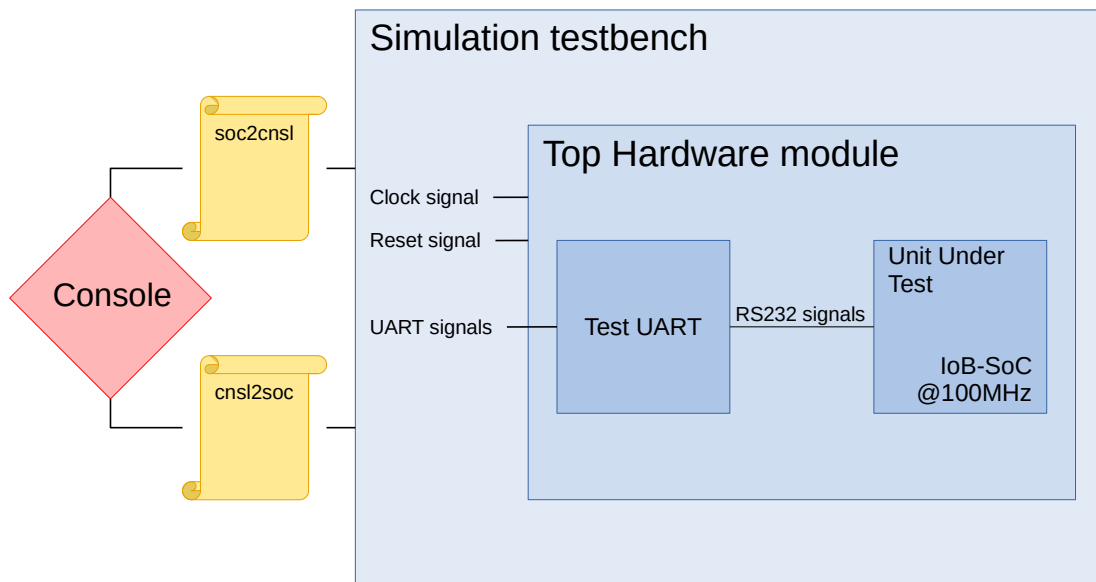 Simulation testbench
soc2cnsl
Top Hardware module
Clock signal
Reset signal
Unit Under
Test
Console
RS232 signals
UART signals
Test UART
IoB-SoC
@100MHz
cnsl2soc